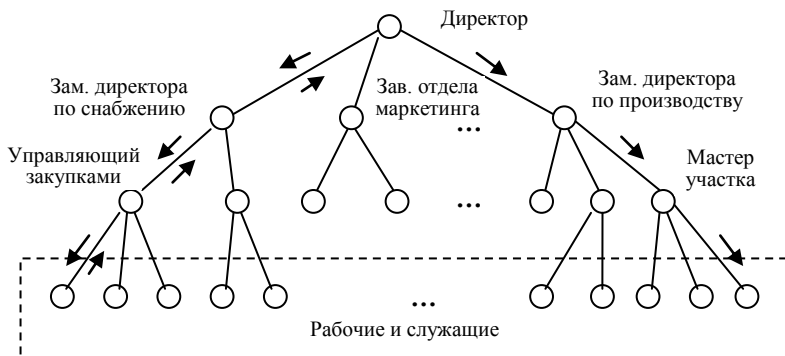 Директор
Зам. директора
по снабжению
Зав. отдела
маркетинга
...
Зам. директора
по производству
Управляющий
закупками
Мастер
участка
...
...
Рабочие и служащие